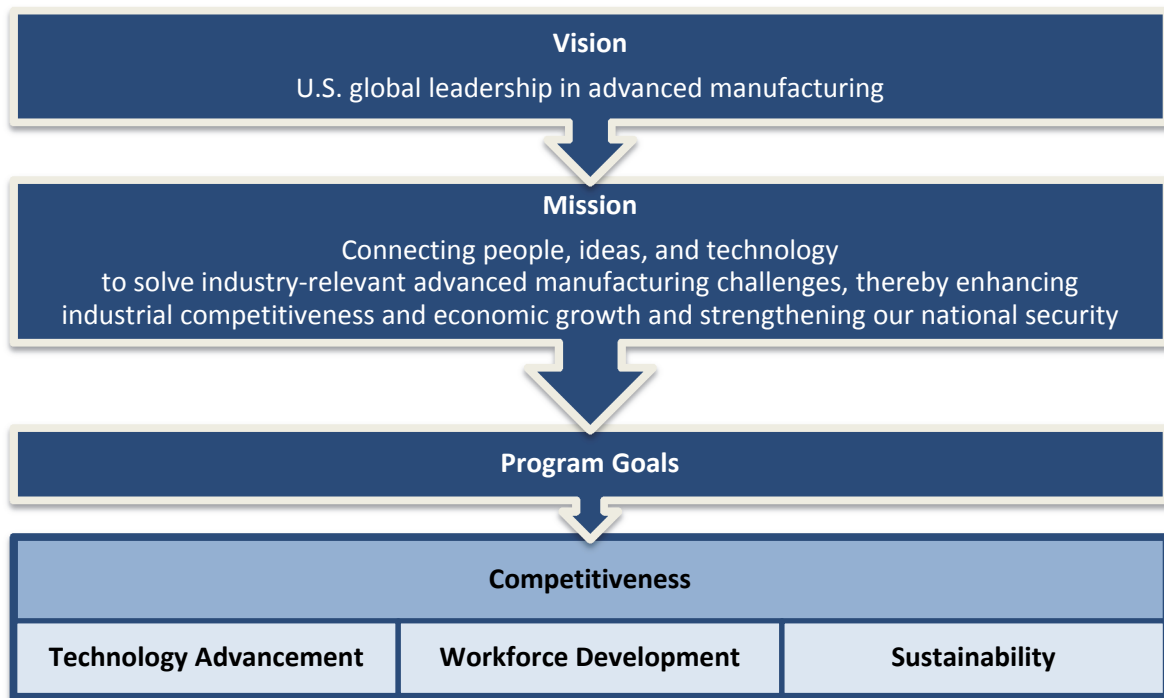 Vision
U.S. global leadership in advanced manufacturing
Mission
Connecting people, ideas, and technology
to solve industry-relevant advanced manufacturing challenges, thereby enhancing
industrial competitiveness and economic growth and strengthening our national security
Program Goals
Competitiveness
Technology Advancement
Workforce Development
Sustainability